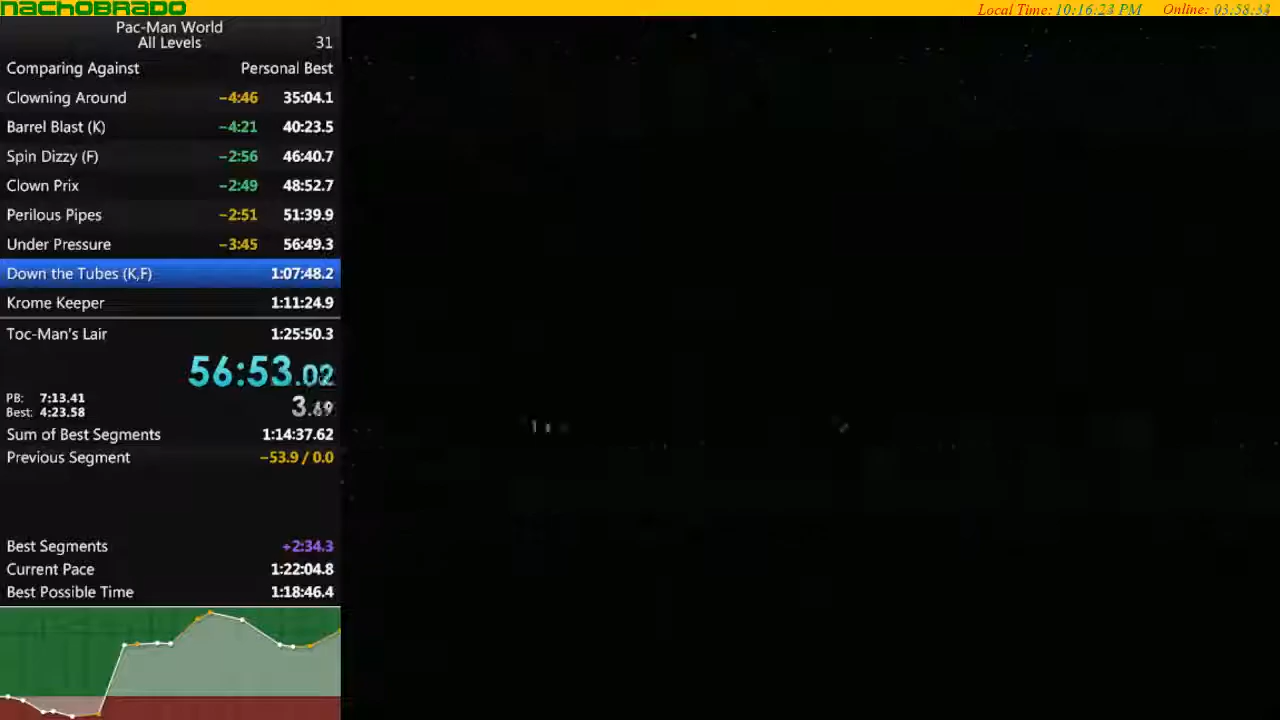 NACHOBRADO
Local Time: 10:16:23 PM Online: 03:58:34
Pac-Man World
All Levels 31
Comparing Against Personal Best
Clowning Around −4:46 35:04.1
Barrel Blast (K) −4:21 40:23.5
Spin Dizzy (F) −2:56 46:40.7
Clown Prix −2:49 48:52.7
Perilous Pipes −2:51 51:39.9
Under Pressure −3:45 56:49.3
Down the Tubes (K,F) 1:07:48.2
Krome Keeper 1:11:24.9
Toc-Man's Lair 1:25:50.3
56:53.02
PB: 7:13.41
Best: 4:23.58
3.69
Sum of Best Segments 1:14:37.62
Previous Segment −53.9 / 0.0
Best Segments +2:34.3
Current Pace 1:22:04.8
Best Possible Time 1:18:46.4